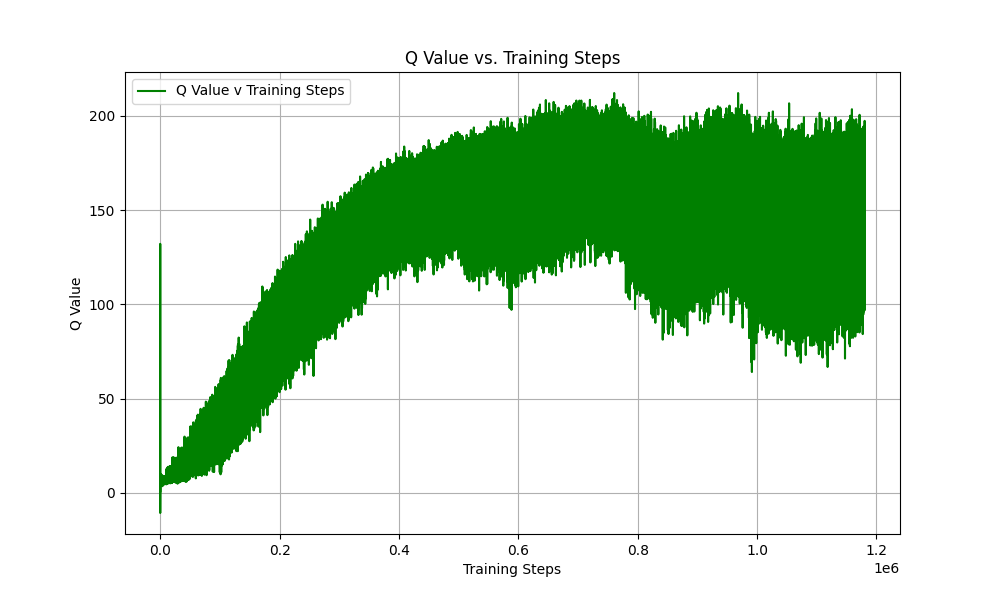 Q Value vs. Training Steps
Q Value v Training Steps
200
150
100
50
0
Q Value
0.0 0.2 0.4 0.6 0.8 1.0 1.2
1e6
Training Steps